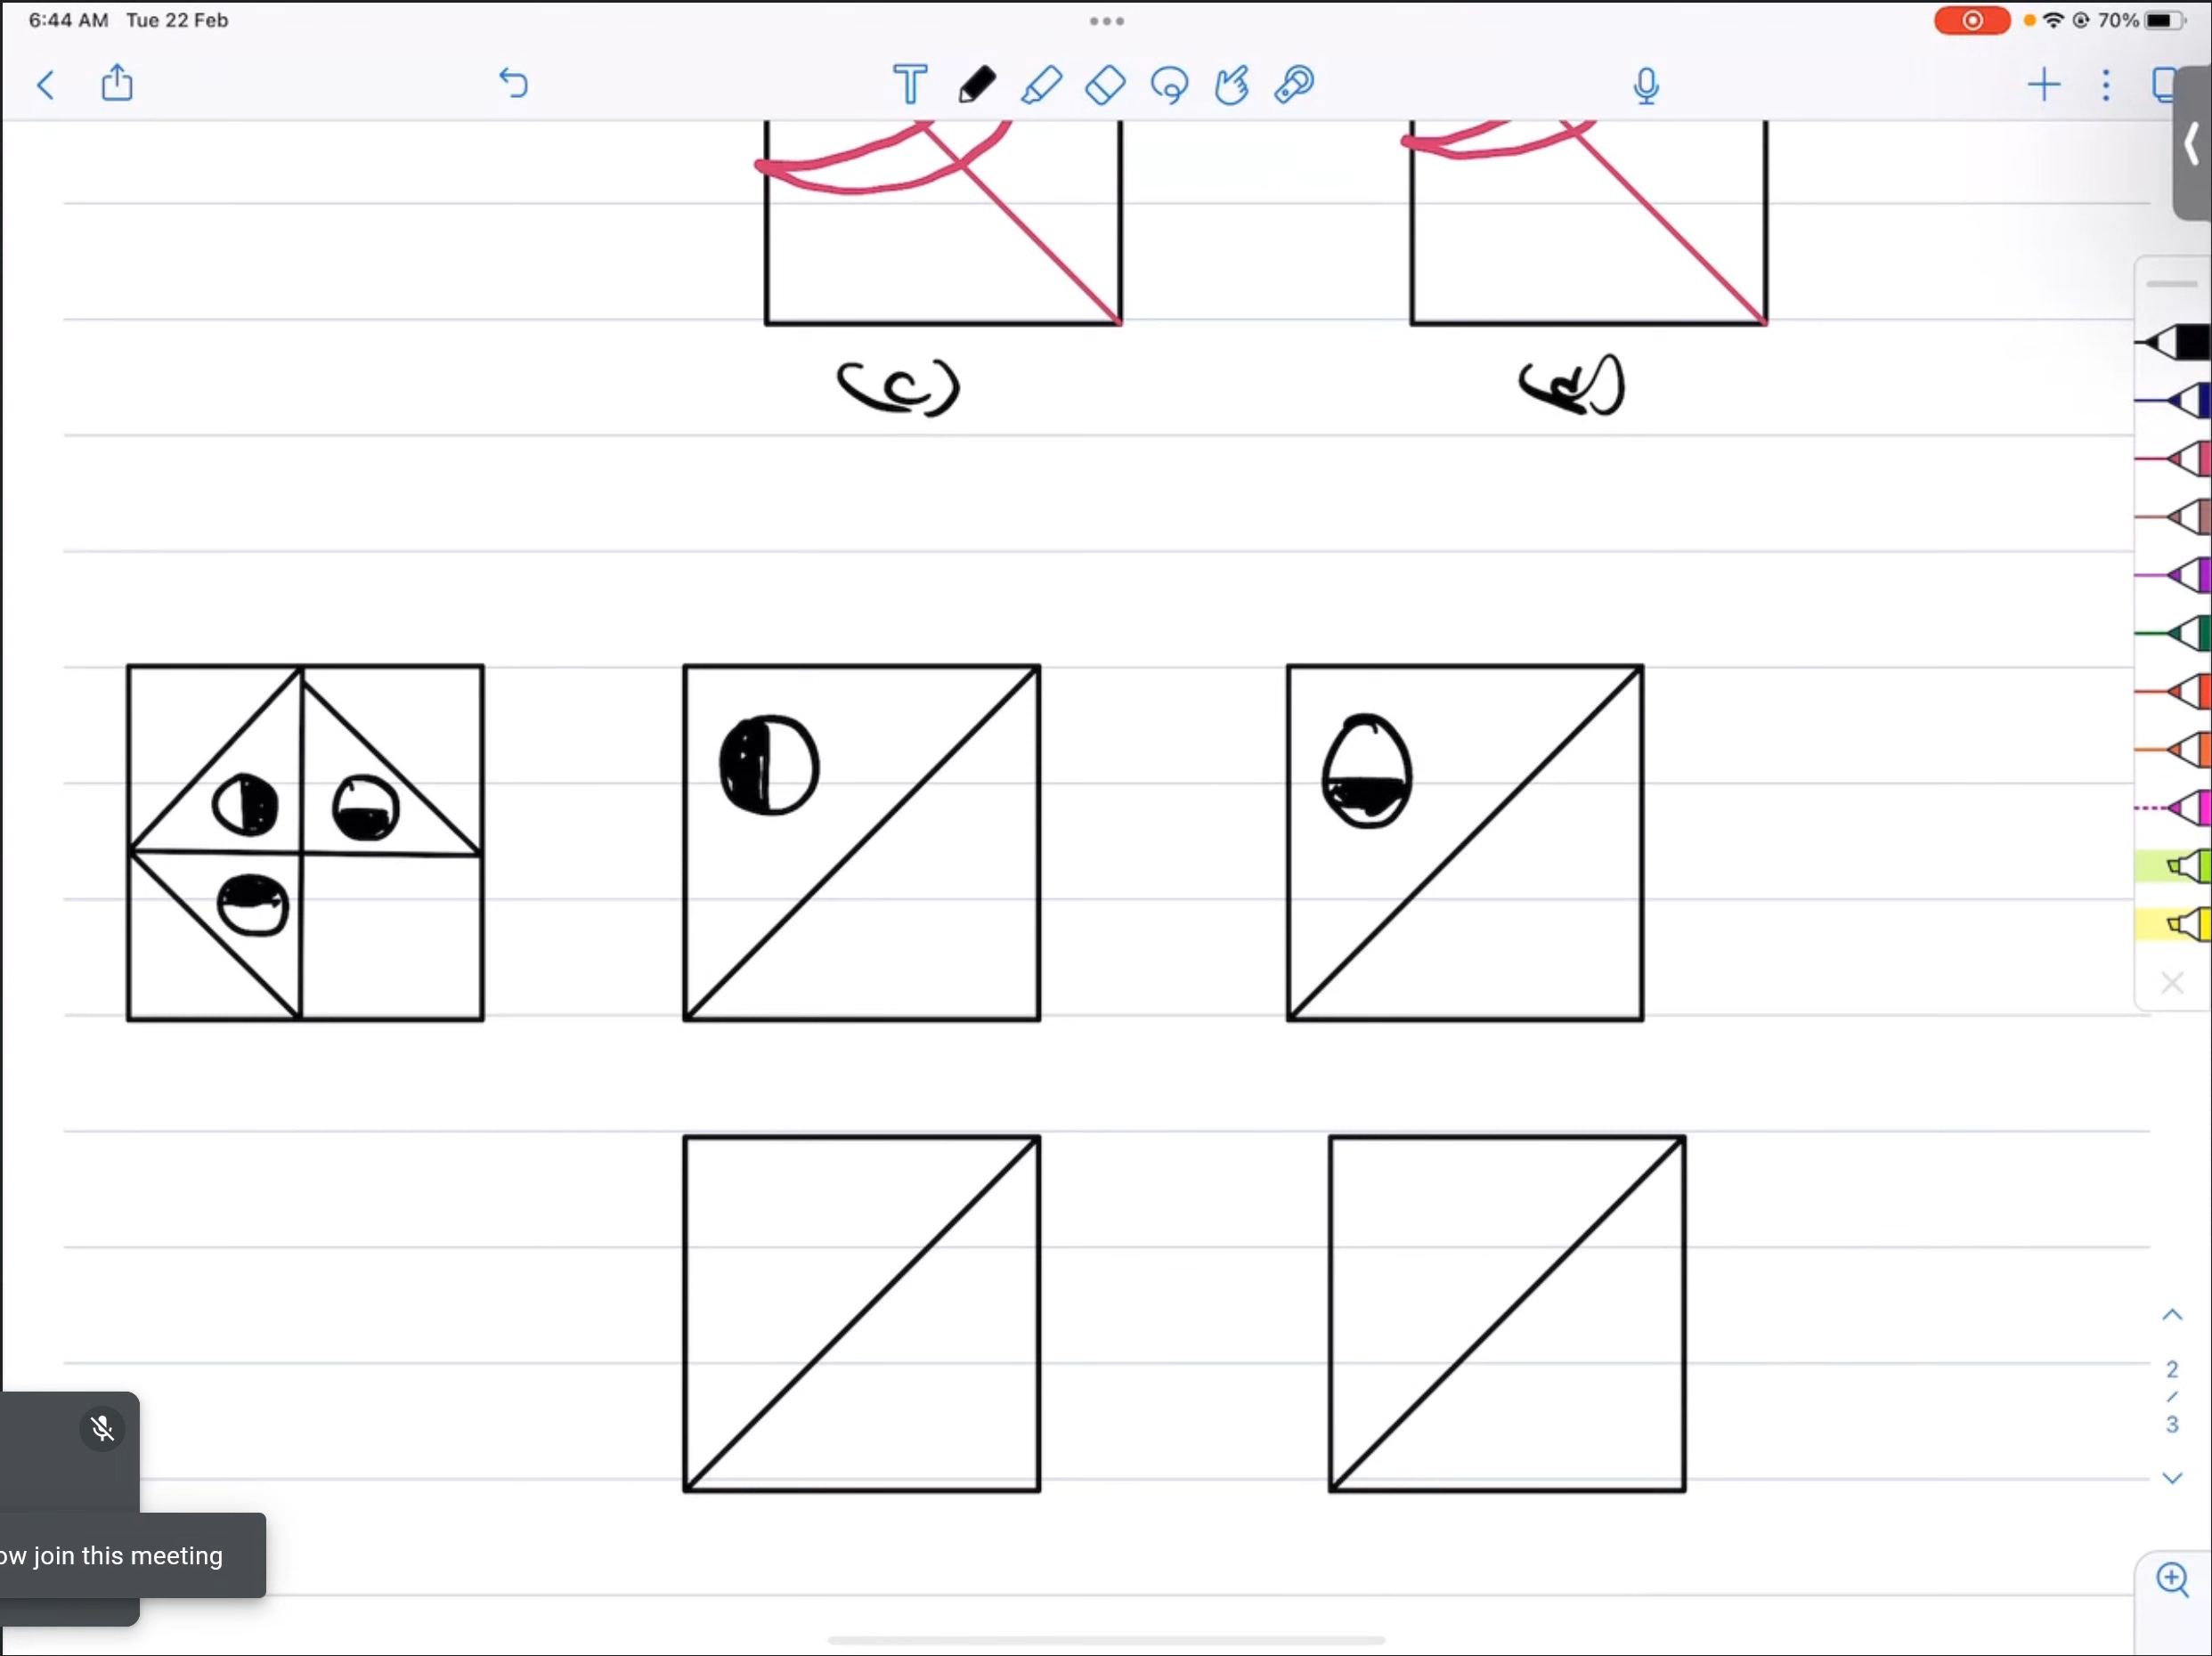 6:44 AM Tue 22 Feb
70%
T
(c)
(d)
2
/
3
ow join this meeting